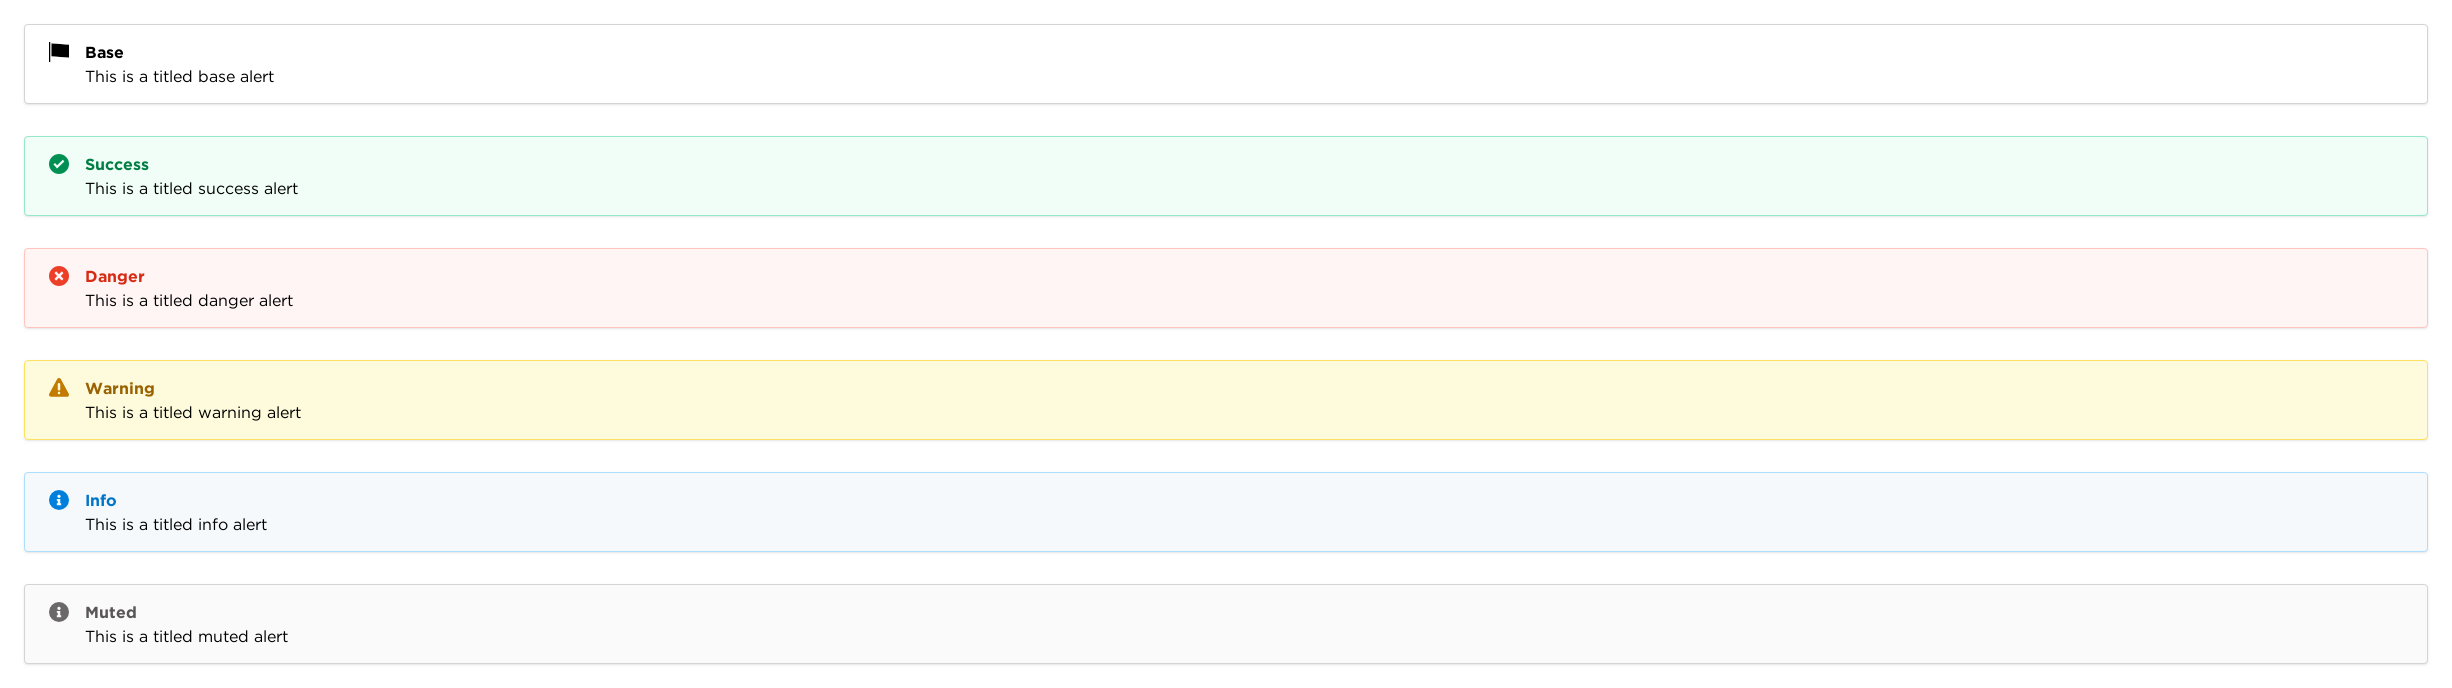 Base
This is a titled base alert
Success
This is a titled success alert
Danger
This is a titled danger alert
Warning
This is a titled warning alert
Info
This is a titled info alert
Muted
This is a titled muted alert